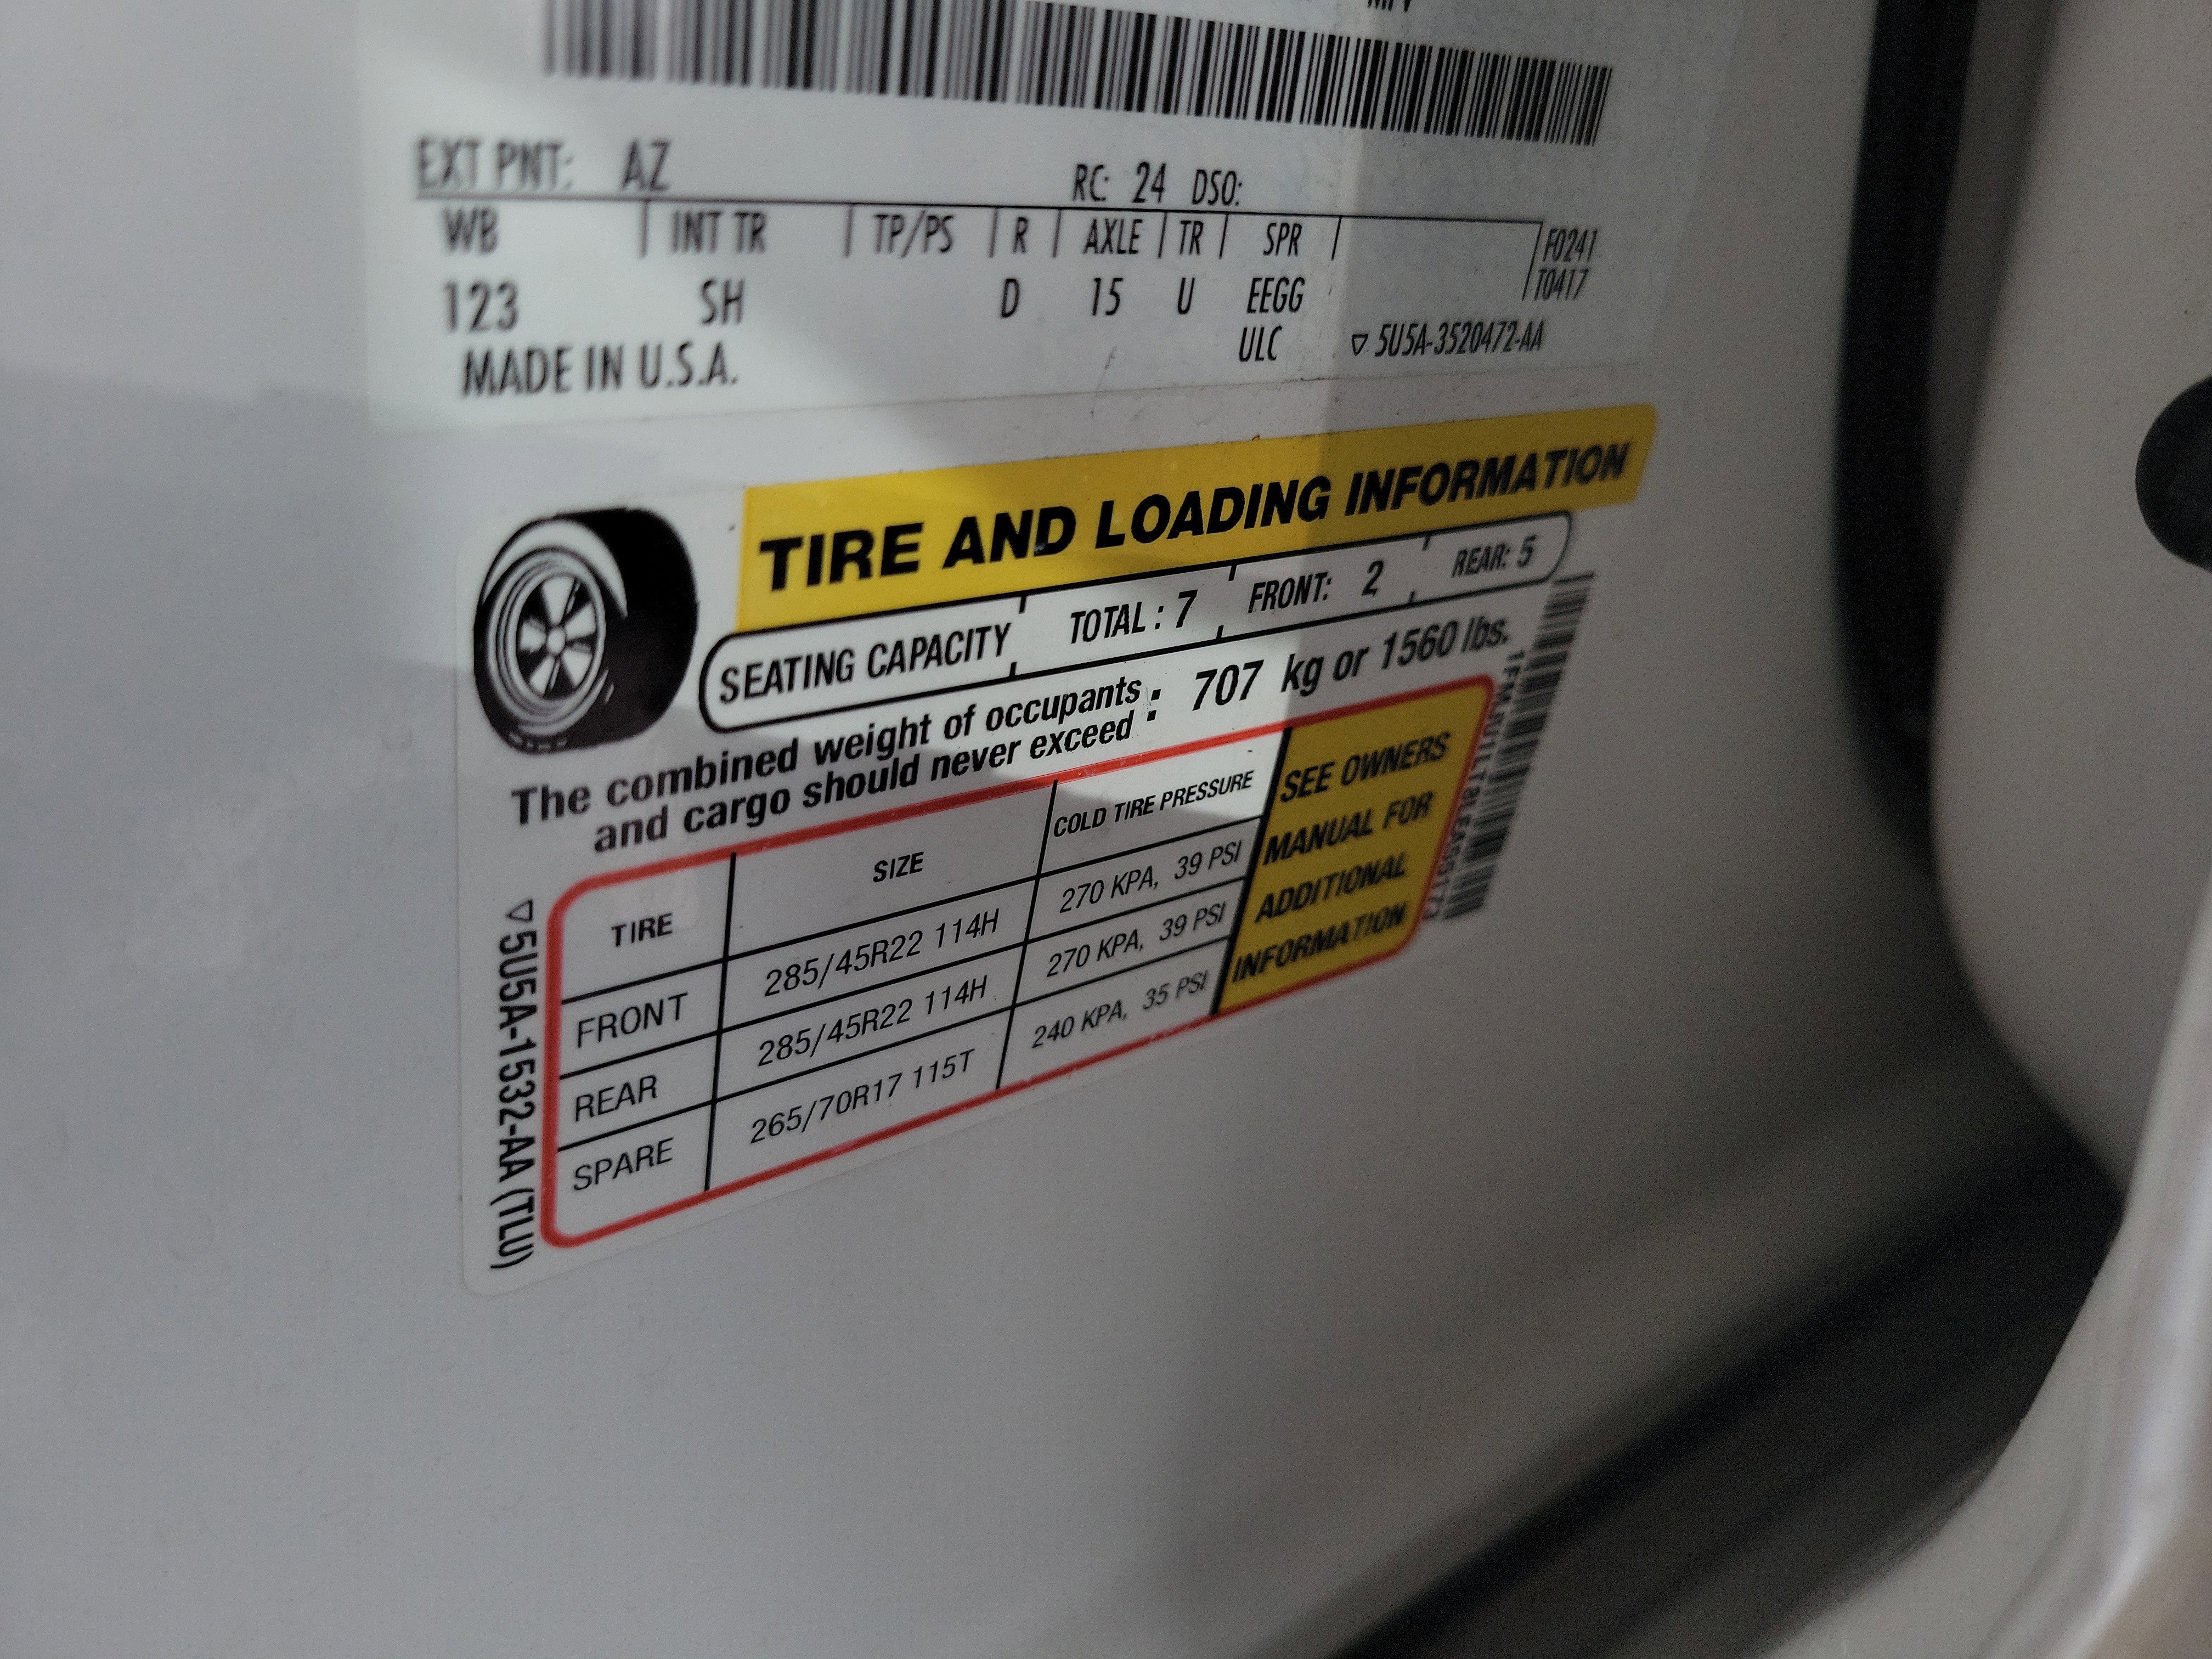 EXT PNT: AZ RC: 24 DSO:
WB INT TR TP/PS R AXLE TR SPR F0241
T0417
123 SH D 15 U EEGG
ULC 5U5A-3520472-AA
MADE IN U.S.A.
TIRE AND LOADING INFORMATION
SEATING CAPACITY TOTAL : 7 FRONT: 2 REAR: 5
The combined weight of occupants
and cargo should never exceed : 707 kg or 1560 lbs.
TIRE SIZE COLD TIRE PRESSURE
FRONT 285/45R22 114H 270 KPA, 39 PSI
REAR 285/45R22 114H 270 KPA, 39 PSI
SPARE 265/70R17 115T 240 KPA, 35 PSI
SEE OWNERS
MANUAL FOR
ADDITIONAL
INFORMATION
5U5A-1532-AA (TLU)